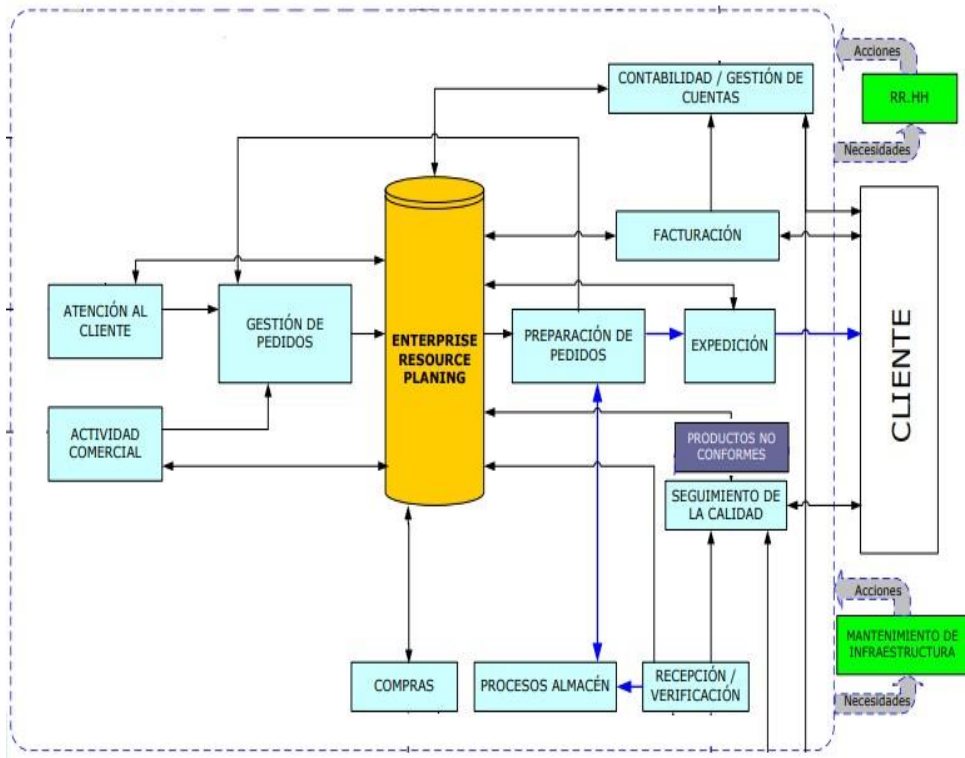 Acciones
RR.HH
Necesidades
CONTABILIDAD / GESTIÓN DE
CUENTAS
FACTURACIÓN
ATENCIÓN AL
CLIENTE
GESTIÓN DE
PEDIDOS
ENTERPRISE
RESOURCE
PLANING
PREPARACIÓN DE
PEDIDOS
EXPEDICIÓN
CLIENTE
ACTIVIDAD
COMERCIAL
PRODUCTOS NO
CONFORMES
SEGUIMIENTO DE
LA CALIDAD
Acciones
MANTENIMIENTO DE
INFRAESTRUCTURA
Necesidades
COMPRAS
PROCESOS ALMACÉN
RECEPCIÓN /
VERIFICACIÓN